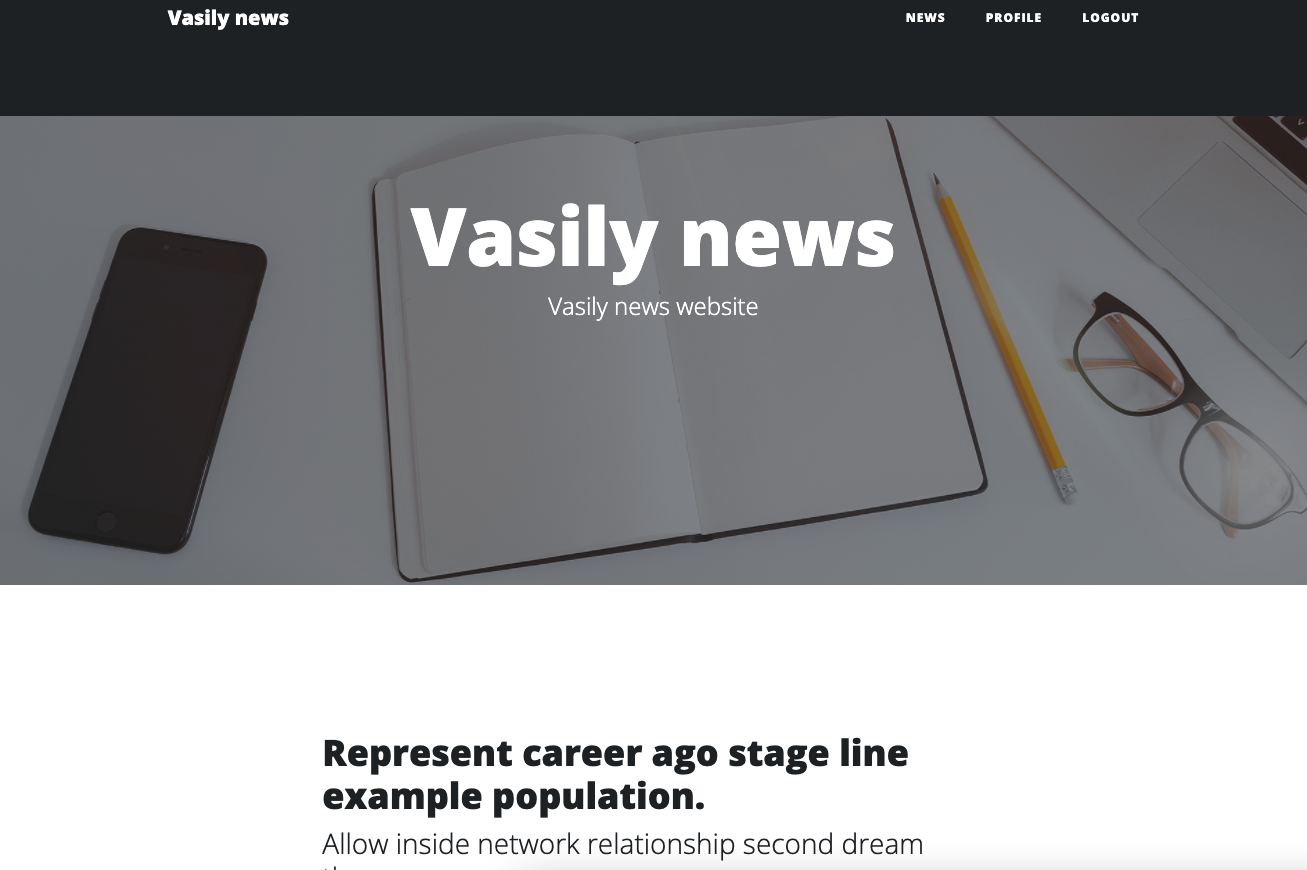 Vasily news
NEWS PROFILE LOGOUT
Vasily news
Vasily news website
Represent career ago stage line
example population.
Allow inside network relationship second dream